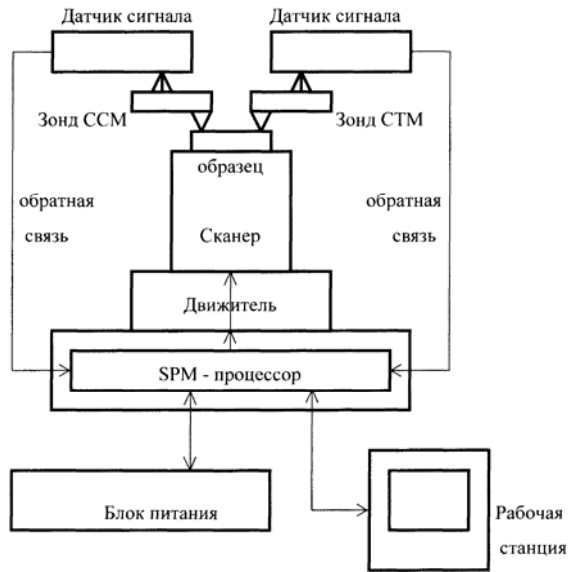 Датчик сигнала
Датчик сигнала
Зонд ССМ
Зонд СТМ
образец
обратная
связь
обратная
связь
Сканер
Движитель
SPM - процессор
Блок питания
Рабочая
станция